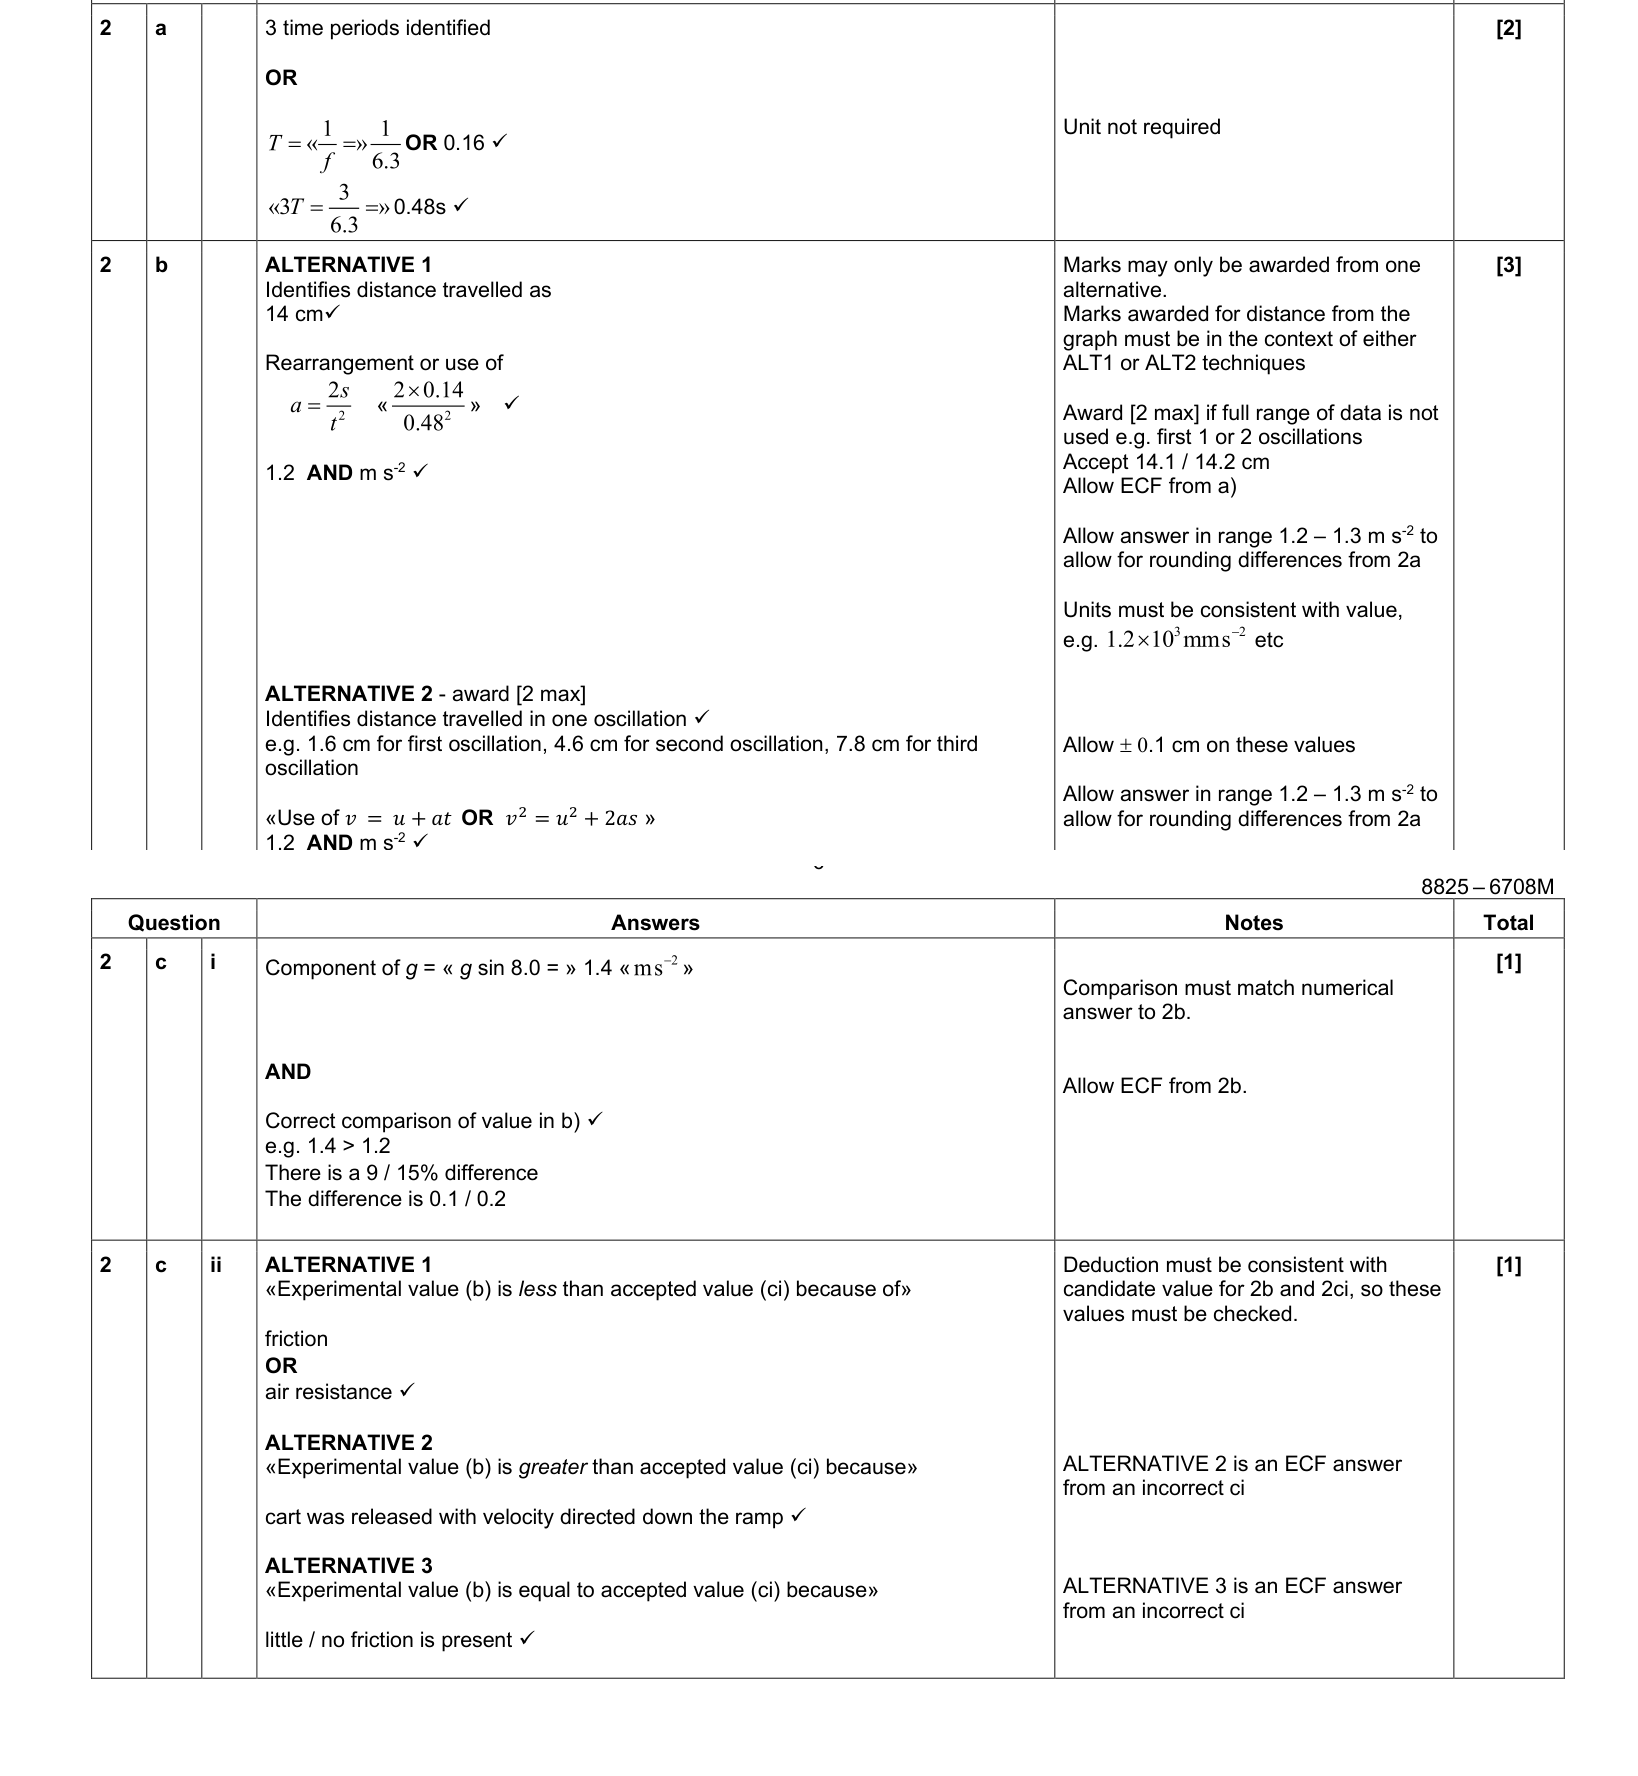 2 a 3 time periods identified [2]
OR
Unit not required
T = «1/f =» 1/6.3 OR 0.16 ✓
«3T = 3/6.3 =» 0.48s ✓
2 b ALTERNATIVE 1 Marks may only be awarded from one [3]
Identifies distance travelled as alternative.
14 cm✓ Marks awarded for distance from the
graph must be in the context of either
Rearrangement or use of ALT1 or ALT2 techniques
a = 2s/t² « 2×0.14/0.48² » ✓
Award [2 max] if full range of data is not
used e.g. first 1 or 2 oscillations
Accept 14.1 / 14.2 cm
1.2 AND m s⁻² ✓
Allow ECF from a)
Allow answer in range 1.2 – 1.3 m s⁻² to
allow for rounding differences from 2a
Units must be consistent with value,
e.g. 1.2×10³mms⁻² etc
ALTERNATIVE 2 - award [2 max]
Identifies distance travelled in one oscillation ✓
e.g. 1.6 cm for first oscillation, 4.6 cm for second oscillation, 7.8 cm for third Allow ± 0.1 cm on these values
oscillation
Allow answer in range 1.2 – 1.3 m s⁻² to
«Use of v = u + at OR v² = u² + 2as » allow for rounding differences from 2a
1.2 AND m s⁻² ✓
8825 – 6708M
Question Answers Notes Total
2 c i Component of g = « g sin 8.0 = » 1.4 «ms⁻²» [1]
Comparison must match numerical
answer to 2b.
AND
Allow ECF from 2b.
Correct comparison of value in b) ✓
e.g. 1.4 > 1.2
There is a 9 / 15% difference
The difference is 0.1 / 0.2
2 c ii ALTERNATIVE 1 Deduction must be consistent with [1]
«Experimental value (b) is less than accepted value (ci) because of» candidate value for 2b and 2ci, so these
values must be checked.
friction
OR
air resistance ✓
ALTERNATIVE 2
«Experimental value (b) is greater than accepted value (ci) because» ALTERNATIVE 2 is an ECF answer
from an incorrect ci
cart was released with velocity directed down the ramp ✓
ALTERNATIVE 3
«Experimental value (b) is equal to accepted value (ci) because» ALTERNATIVE 3 is an ECF answer
from an incorrect ci
little / no friction is present ✓